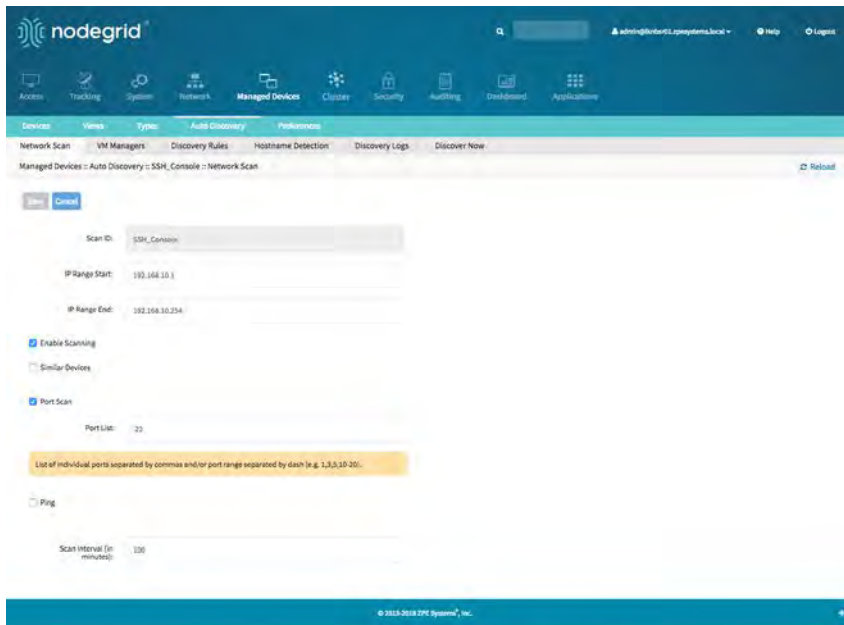 nodegrid
Help
Logout
Access Tracking System Network Managed Devices Cluster Security Auditing Dashboard Applications
Devices Views Types Auto Discovery Preferences
Network Scan VM Managers Discovery Rules Hostname Detection Discovery Logs Discover Now
Managed Devices :: Auto Discovery :: SSH_Console :: Network Scan
Reload
Save Cancel
Scan ID: SSH_Console
IP Range Start: 192.168.10.1
IP Range End: 192.168.10.254
Enable Scanning
Similar Devices
Port Scan
Port List: 22
List of individual ports separated by commas and/or port range separated by dash (e.g. 1,3,5,10-20).
Ping
Scan Interval (in
minutes): 100
© 2013-2018 ZPE Systems®, Inc.